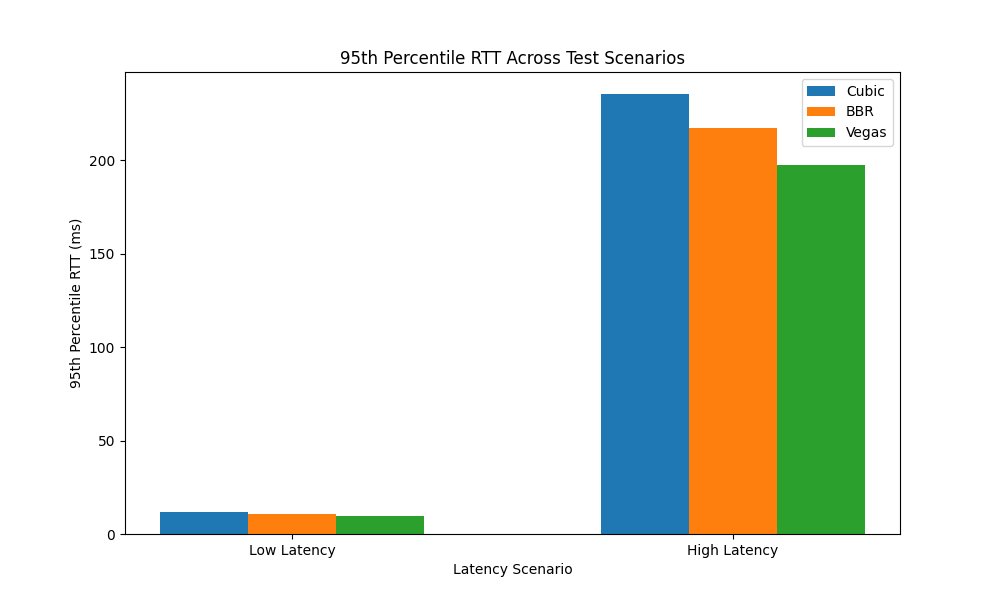 95th Percentile RTT Across Test Scenarios
Cubic
BBR
Vegas
95th Percentile RTT (ms)
200
150
100
50
0
Low Latency
High Latency
Latency Scenario